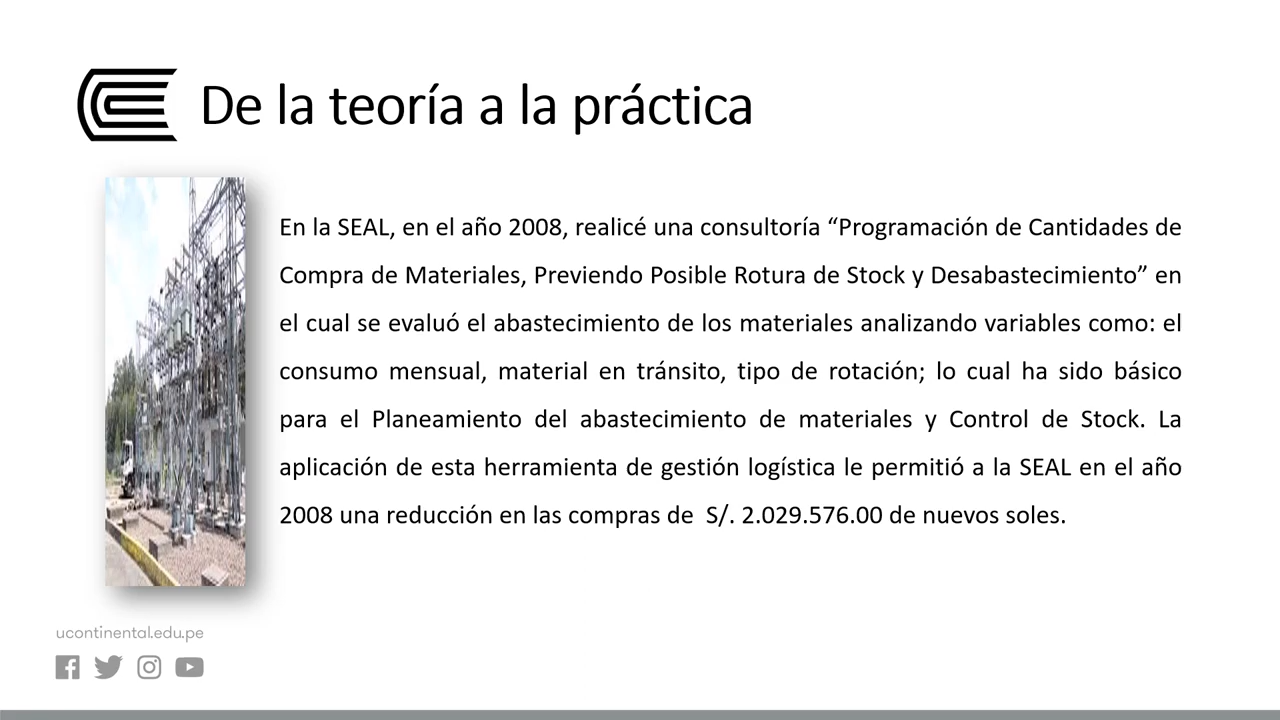 De la teoría a la práctica
En la SEAL, en el año 2008, realicé una consultoría “Programación de Cantidades de
Compra de Materiales, Previendo Posible Rotura de Stock y Desabastecimiento” en
el cual se evaluó el abastecimiento de los materiales analizando variables como: el
consumo mensual, material en tránsito, tipo de rotación; lo cual ha sido básico
para el Planeamiento del abastecimiento de materiales y Control de Stock. La
aplicación de esta herramienta de gestión logística le permitió a la SEAL en el año
2008 una reducción en las compras de  S/. 2.029.576.00 de nuevos soles.
ucontinental.edu.pe